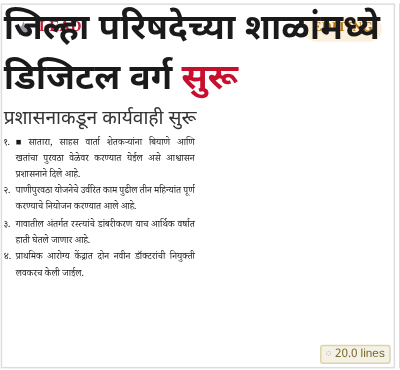 जिल्हा परिषदेच्या शाळांमध्ये
डिजिटल वर्ग सुरू
प्रशासनाकडून कार्यवाही सुरू
१. ■ सातारा, साहस वार्ता शेतकऱ्यांना बियाणे आणि
खतांचा पुरवठा वेळेवर करण्यात येईल असे आश्वासन
प्रशासनाने दिले आहे.
२. पाणीपुरवठा योजनेचे उर्वरित काम पुढील तीन महिन्यांत पूर्ण
करण्याचे नियोजन करण्यात आले आहे.
३. गावातील अंतर्गत रस्त्यांचे डांबरीकरण याच आर्थिक वर्षात
हाती घेतले जाणार आहे.
४. प्राथमिक आरोग्य केंद्रात दोन नवीन डॉक्टरांची नियुक्ती
लवकरच केली जाईल.
20.0 lines